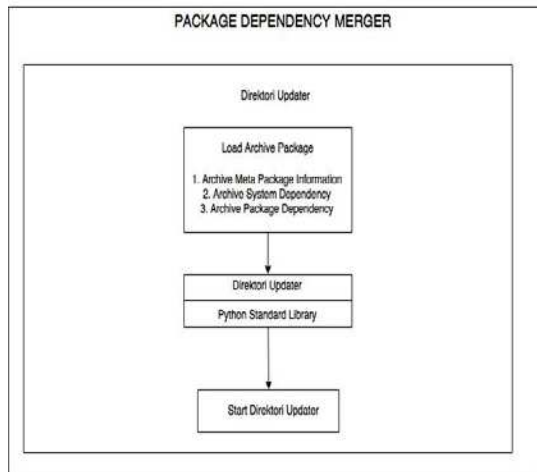 PACKAGE DEPENDENCY MERGER
Direktori Updater
Load Archive Package
1. Archive Meta Package Information
2. Archive System Dependency
3. Archive Package Dependency
Direktori Updater
Python Standard Library
Start Direktori Updater